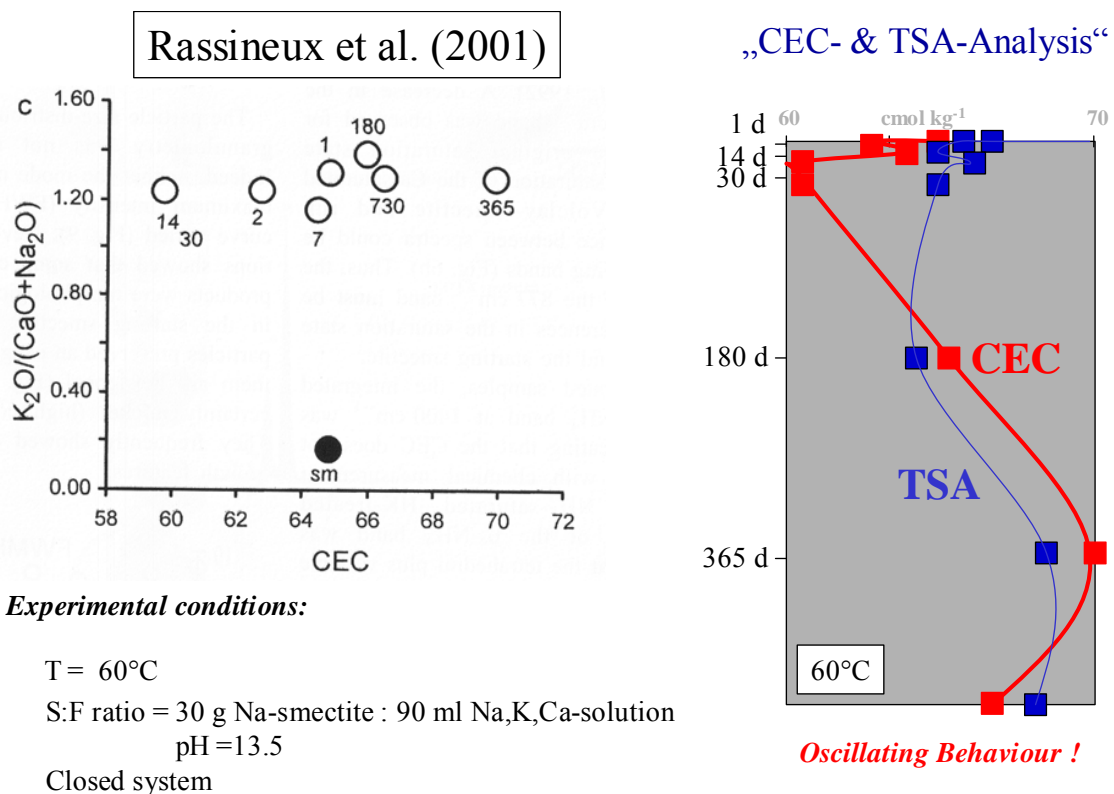 Rassineux et al. (2001)
„CEC- & TSA-Analysis“
C
1.60
1.20
0.80
0.40
0.00
K₂O/(CaO+Na₂O)
180
1
14
30
2
7
730
365
sm
58 60 62 64 66 68 70 72
CEC
60 cmol kg⁻¹ 70
1 d
14 d
30 d
180 d
365 d
CEC
TSA
60°C
Oscillating Behaviour !
Experimental conditions:
T = 60°C
S:F ratio = 30 g Na-smectite : 90 ml Na,K,Ca-solution
pH =13.5
Closed system